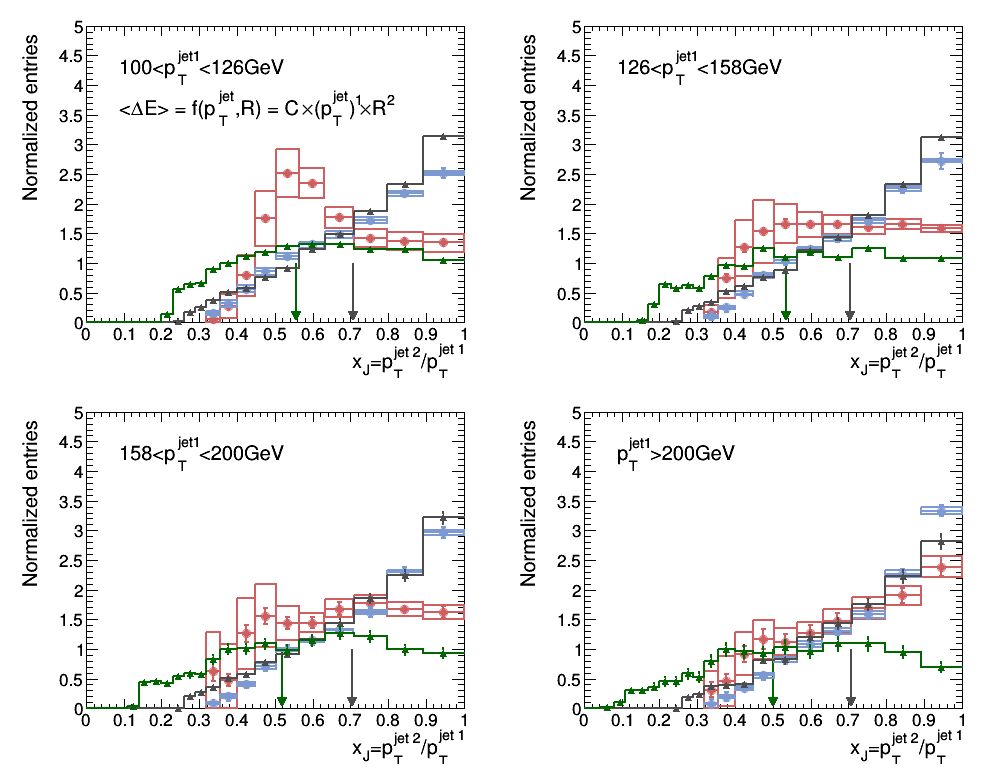 5
4.5
4
3.5
3
2.5
2
1.5
1
0.5
0
Normalized entries
100<p_T^jet1<126GeV
<ΔE> = f(p_T^jet,R) = C×(p_T^jet)^1×R^2
0 0.1 0.2 0.3 0.4 0.5 0.6 0.7 0.8 0.9 1
x_J=p_T^jet 2/p_T^jet 1
5
4.5
4
3.5
3
2.5
2
1.5
1
0.5
0
Normalized entries
126<p_T^jet1<158GeV
0 0.1 0.2 0.3 0.4 0.5 0.6 0.7 0.8 0.9 1
x_J=p_T^jet 2/p_T^jet 1
5
4.5
4
3.5
3
2.5
2
1.5
1
0.5
0
Normalized entries
158<p_T^jet1<200GeV
0 0.1 0.2 0.3 0.4 0.5 0.6 0.7 0.8 0.9 1
x_J=p_T^jet 2/p_T^jet 1
5
4.5
4
3.5
3
2.5
2
1.5
1
0.5
0
Normalized entries
p_T^jet1>200GeV
0 0.1 0.2 0.3 0.4 0.5 0.6 0.7 0.8 0.9 1
x_J=p_T^jet 2/p_T^jet 1